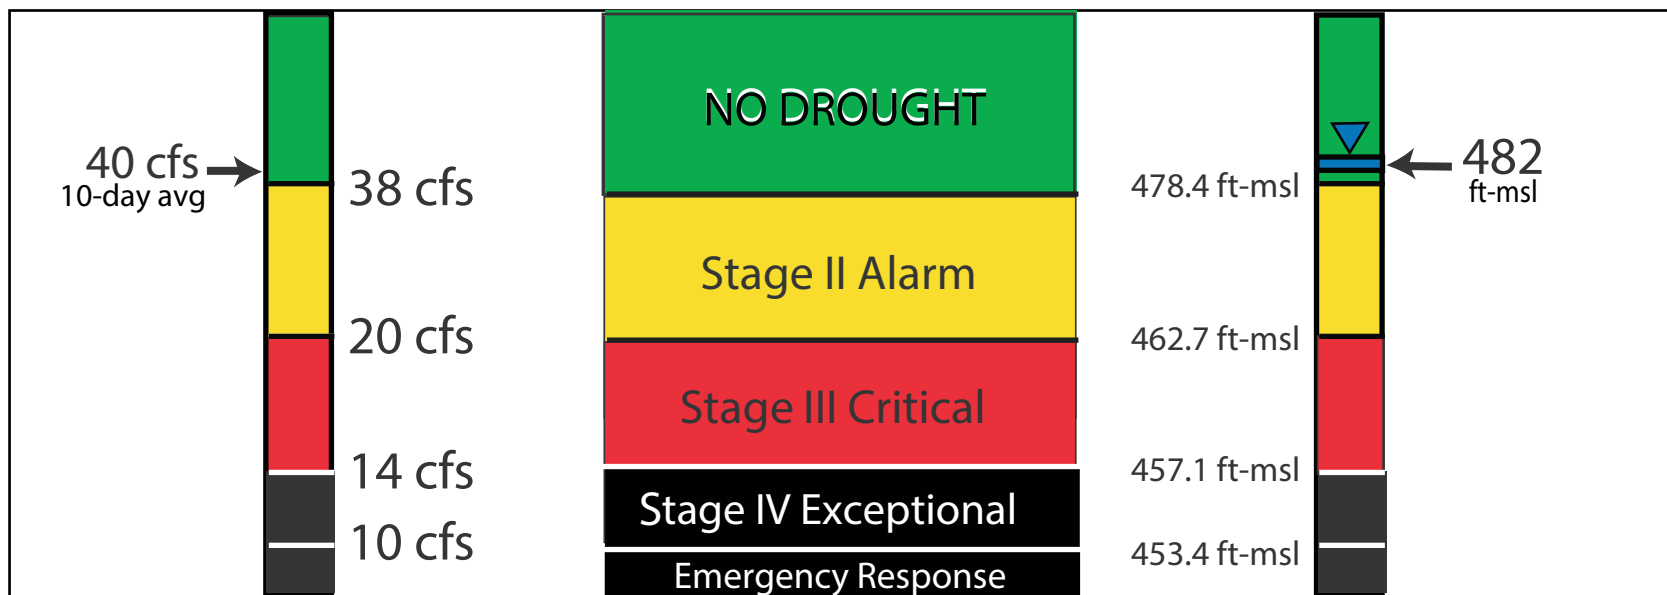 NO DROUGHT
40 cfs
10-day avg
38 cfs
478.4 ft-msl
482
ft-msl
Stage II Alarm
20 cfs
462.7 ft-msl
Stage III Critical
14 cfs
457.1 ft-msl
Stage IV Exceptional
10 cfs
453.4 ft-msl
Emergency Response